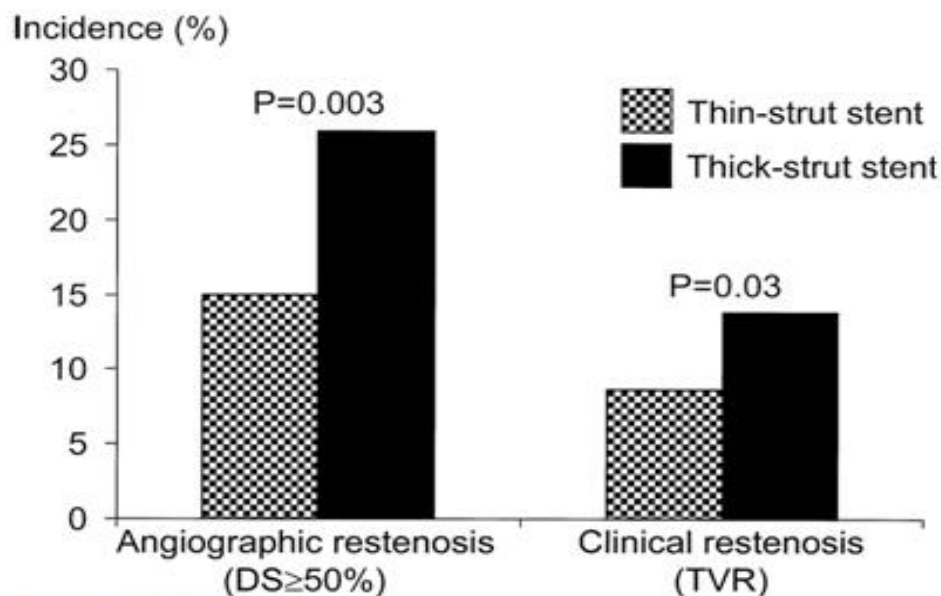 Incidence (%)
30
25
20
15
10
5
0
P=0.003
P=0.03
Thin-strut stent
Thick-strut stent
Angiographic restenosis
(DS≥50%)
Clinical restenosis
(TVR)